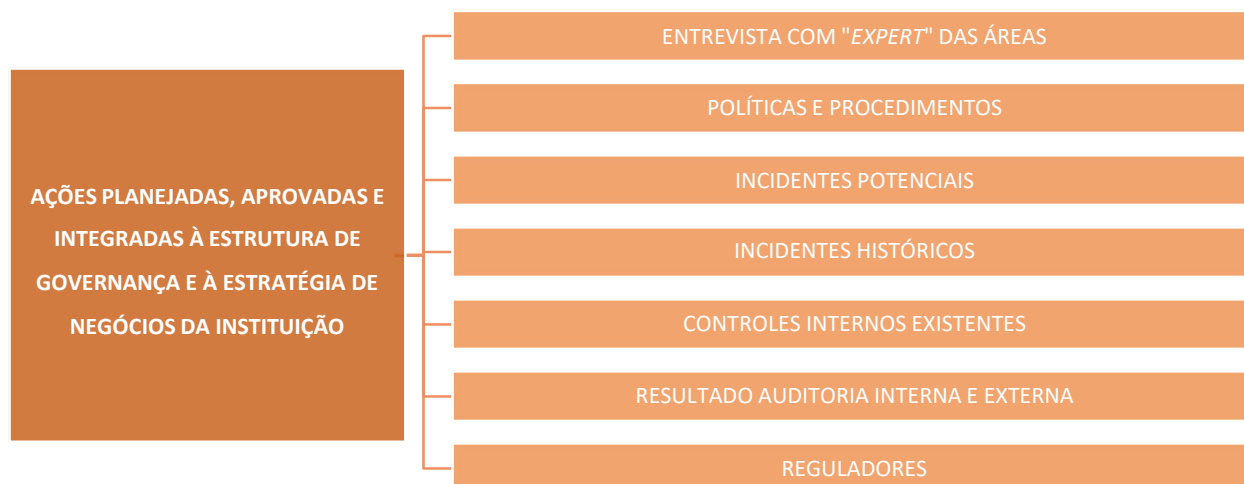 AÇÕES PLANEJADAS, APROVADAS E
INTEGRADAS À ESTRUTURA DE
GOVERNANÇA E À ESTRATÉGIA DE
NEGÓCIOS DA INSTITUIÇÃO
ENTREVISTA COM "EXPERT" DAS ÁREAS
POLÍTICAS E PROCEDIMENTOS
INCIDENTES POTENCIAIS
INCIDENTES HISTÓRICOS
CONTROLES INTERNOS EXISTENTES
RESULTADO AUDITORIA INTERNA E EXTERNA
REGULADORES